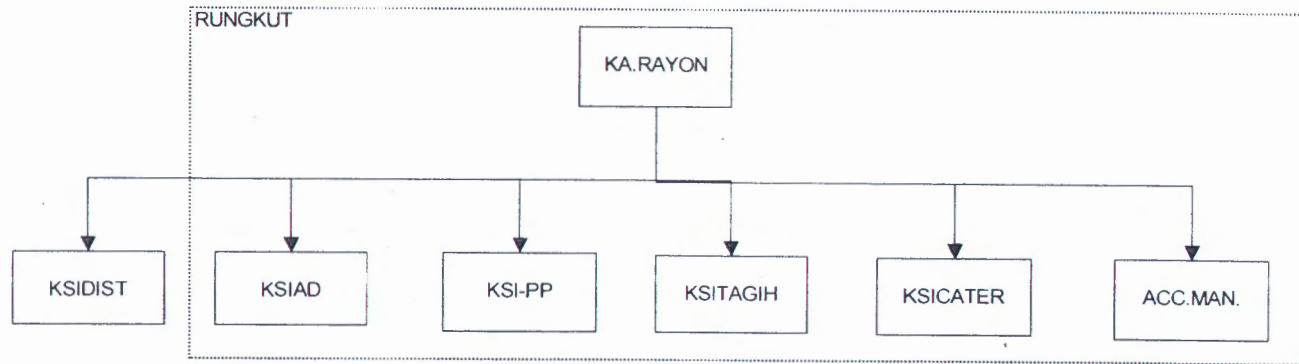 RUNGKUT
KA.RAYON
KSIDIST
KSIAD
KSI-PP
KSITAGIH
KSICATER
ACC.MAN.